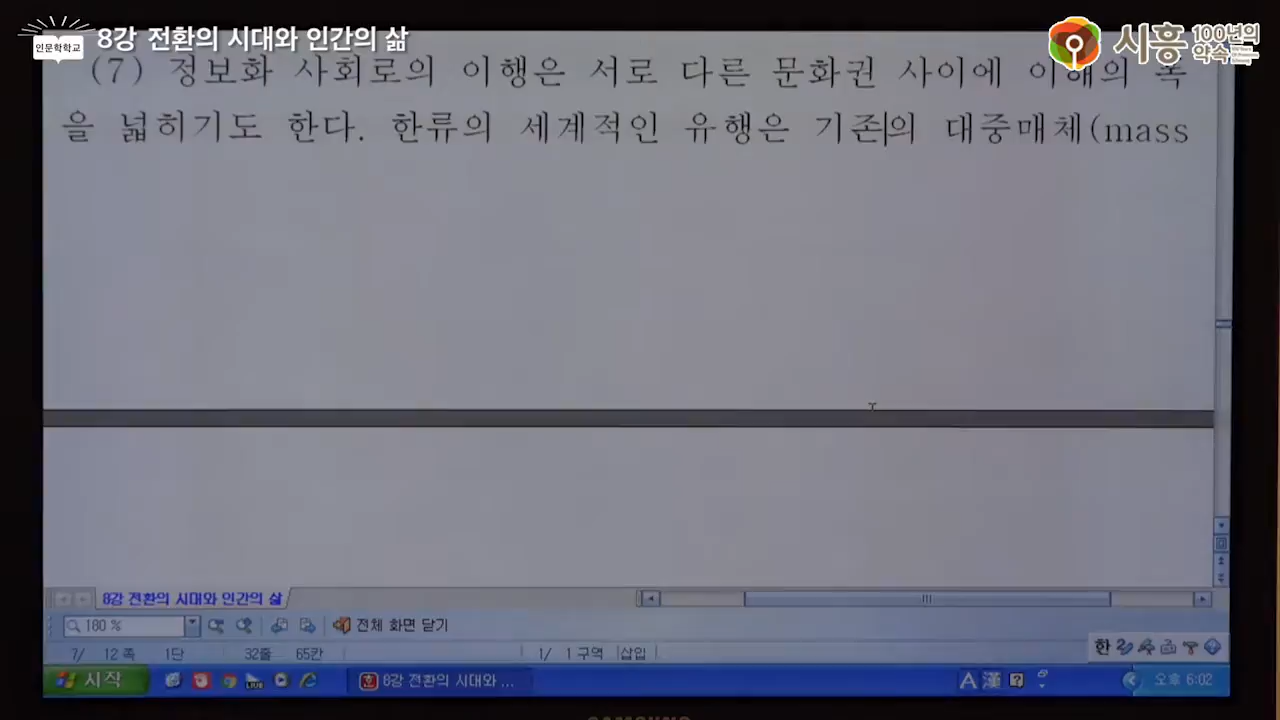 인문학학교
8강 전환의 시대와 인간의 삶
시흥
100년의
약속
(7) 정보화 사회로의 이행은 서로 다른 문화권 사이에 이해의 폭
을 넓히기도 한다. 한류의 세계적인 유행은 기존의 대중매체(mass
8강 전환의 시대와 인간의 삶
180 %
전체 화면 닫기
7/ 12 쪽 1단 32줄 65칸 1/ 1 구역 삽입
한
시작
LIVE
8강 전환의 시대와 ...
A 漢 ?
오후 6:02
SAMSUNG